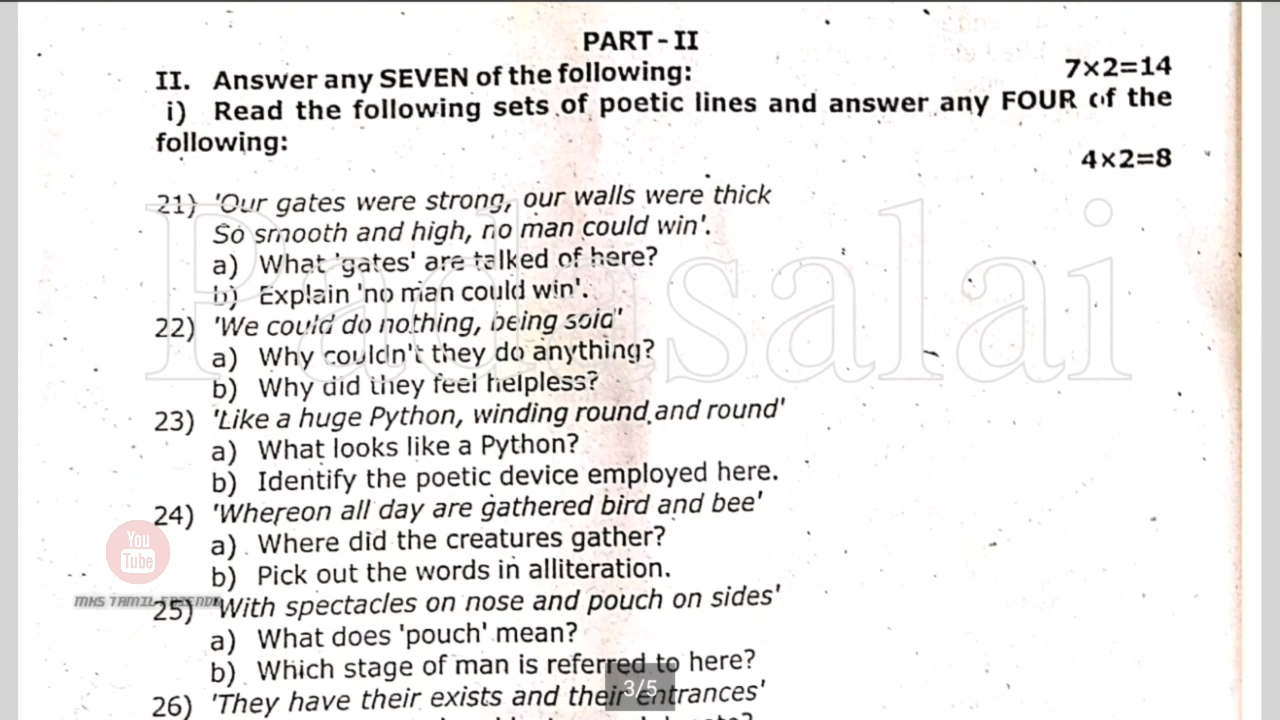 PART - II
II. Answer any SEVEN of the following: 7×2=14
i) Read the following sets of poetic lines and answer any FOUR of the
following:
4×2=8
21) 'Our gates were strong, our walls were thick
So smooth and high, no man could win'.
a) What 'gates' are talked of here?
b) Explain 'no man could win'.
22) 'We could do nothing, being sold"
a) Why couldn't they do anything?
b) Why did they feel helpless?
23) 'Like a huge Python, winding round and round'
a) What looks like a Python?
b) Identify the poetic device employed here.
24) 'Whereon all day are gathered bird and bee'
a) Where did the creatures gather?
b) Pick out the words in alliteration.
25) 'With spectacles on nose and pouch on sides'
a) What does 'pouch' mean?
b) Which stage of man is referred to here?
26) 'They have their exists and their entrances'
Padasalai
You
Tube
MKS TAMIL FRIENDS
3/5